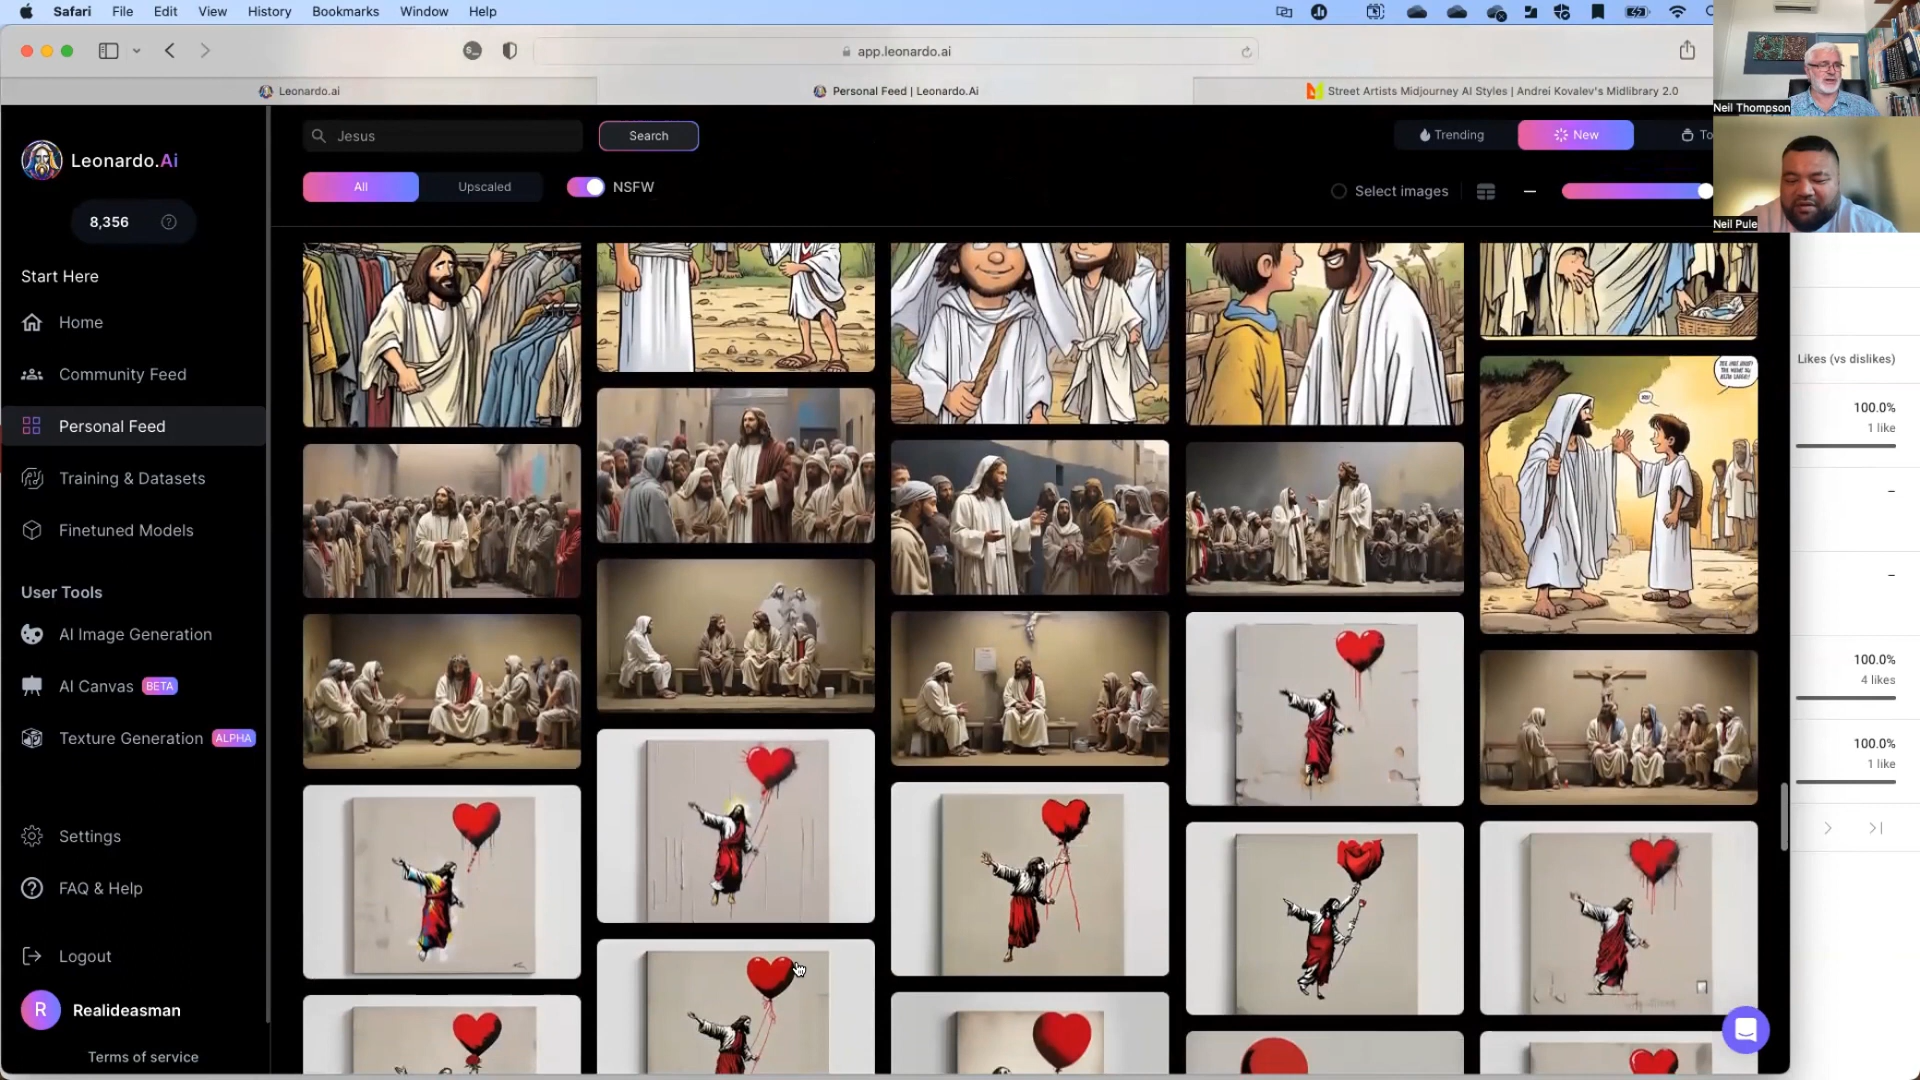 Safari File Edit View History Bookmarks Window Help
app.leonardo.ai
Leonardo.ai
Personal Feed | Leonardo.Ai
Street Artists Midjourney AI Styles | Andrei Kovalev's Midlibrary 2.0
Neil Thompson
Neil Pule
Leonardo.Ai
8,356
Start Here
Home
Community Feed
Personal Feed
Training & Datasets
Finetuned Models
User Tools
AI Image Generation
AI Canvas BETA
Texture Generation ALPHA
Settings
FAQ & Help
Logout
R Realideasman
Terms of service
Jesus
Search
Trending
New
To
All
Upscaled
NSFW
Select images
Likes (vs dislikes)
100.0%
1 like
–
–
100.0%
4 likes
100.0%
1 like